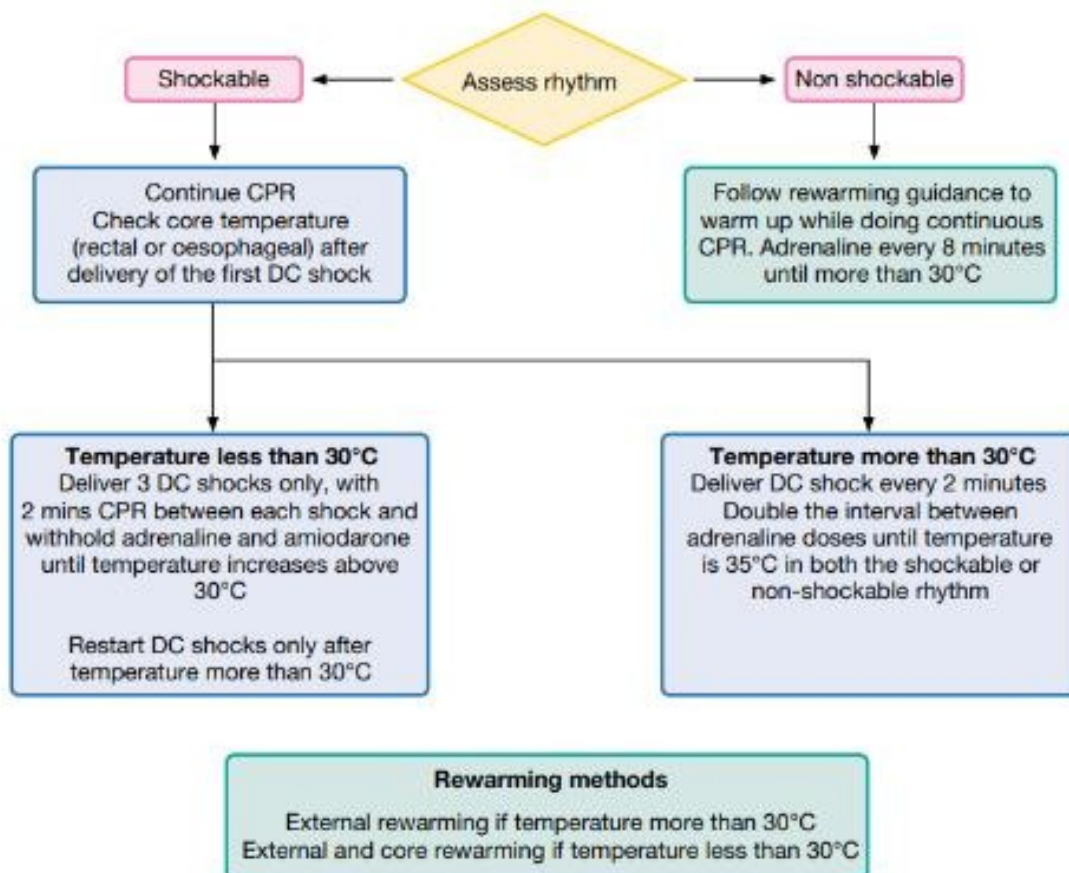 Assess rhythm
Shockable
Non shockable
Continue CPR
Check core temperature
(rectal or oesophageal) after
delivery of the first DC shock
Follow rewarming guidance to
warm up while doing continuous
CPR. Adrenaline every 8 minutes
until more than 30°C
Temperature less than 30°C
Deliver 3 DC shocks only, with
2 mins CPR between each shock and
withhold adrenaline and amiodarone
until temperature increases above
30°C
Restart DC shocks only after
temperature more than 30°C
Temperature more than 30°C
Deliver DC shock every 2 minutes
Double the interval between
adrenaline doses until temperature
is 35°C in both the shockable or
non-shockable rhythm
Rewarming methods
External rewarming if temperature more than 30°C
External and core rewarming if temperature less than 30°C